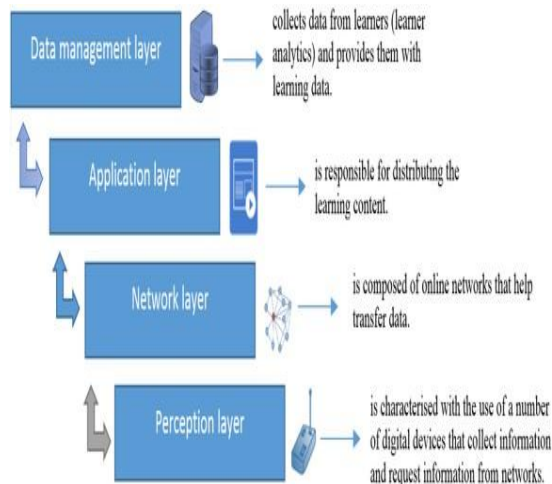 Data management layer
collects data from learners (learner
analytics) and provides them with
learning data.
Application layer
is responsible for distributing the
learning content.
Network layer
is composed of online networks that help
transfer data.
Perception layer
is characterised with the use of a number
of digital devices that collect information
and request information from networks.